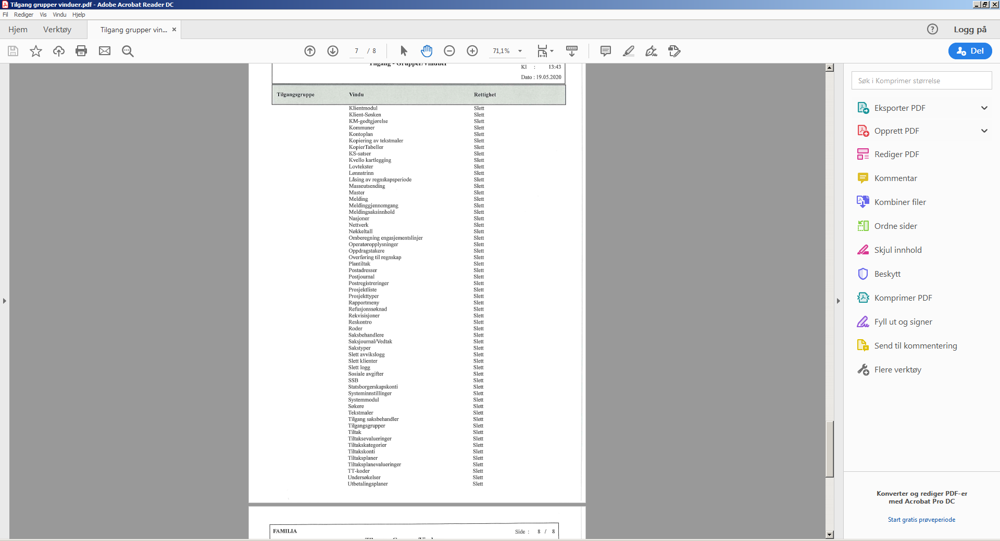 Tilgang grupper vinduer.pdf - Adobe Acrobat Reader DC
Fil Rediger Vis Vindu Hjelp
Hjem Verktøy Tilgang grupper vin... Logg på
7 / 8 71,1% Del
Tilgang - Grupper/Vinduer
Kl : 13:43
Dato : 19.05.2020
Tilgangsgruppe Vindu Rettighet
Klientmodul Slett
Klient-Søsken Slett
KM-godtgjørelse Slett
Kommuner Slett
Kontoplan Slett
Kopiering av tekstmaler Slett
KopierTabeller Slett
KS-satser Slett
Kvello kartlegging Slett
Lovtekster Slett
Lønnstrinn Slett
Låsing av regnskapsperiode Slett
Masseutsending Slett
Master Slett
Melding Slett
Meldinggjennomgang Slett
Meldingsaksinnhold Slett
Nasjoner Slett
Nettverk Slett
Nøkkeltall Slett
Omberegning engasjementslinjer Slett
Operatøropplysninger Slett
Oppdragstakere Slett
Overføring til regnskap Slett
Plantiltak Slett
Postadresser Slett
Postjournal Slett
Postregistreringer Slett
Prosjektliste Slett
Prosjekttyper Slett
Rapportmeny Slett
Refusjonssøknad Slett
Rekvisisjoner Slett
Reskontro Slett
Roder Slett
Saksbehandlere Slett
Saksjournal/Vedtak Slett
Sakstyper Slett
Slett avvikslogg Slett
Slett klienter Slett
Slett logg Slett
Sosiale avgifter Slett
SSB Slett
Statsborgerskapskonti Slett
Systeminnstillinger Slett
Systemmodul Slett
Søkere Slett
Tekstmaler Slett
Tilgang saksbehandler Slett
Tilgangsgrupper Slett
Tiltak Slett
Tiltaksevalueringer Slett
Tiltakskategorier Slett
Tiltakskonti Slett
Tiltaksplaner Slett
Tiltaksplanevalueringer Slett
TT-koder Slett
Undersøkelser Slett
Utbetalingsplaner Slett
FAMILIA Side : 8 / 8
Søk i Komprimer størrelse
Eksporter PDF
Opprett PDF
Rediger PDF
Kommentar
Kombiner filer
Ordne sider
Skjul innhold
Beskytt
Komprimer PDF
Fyll ut og signer
Send til kommentering
Flere verktøy
Konverter og rediger PDF-er
med Acrobat Pro DC
Start gratis prøveperiode